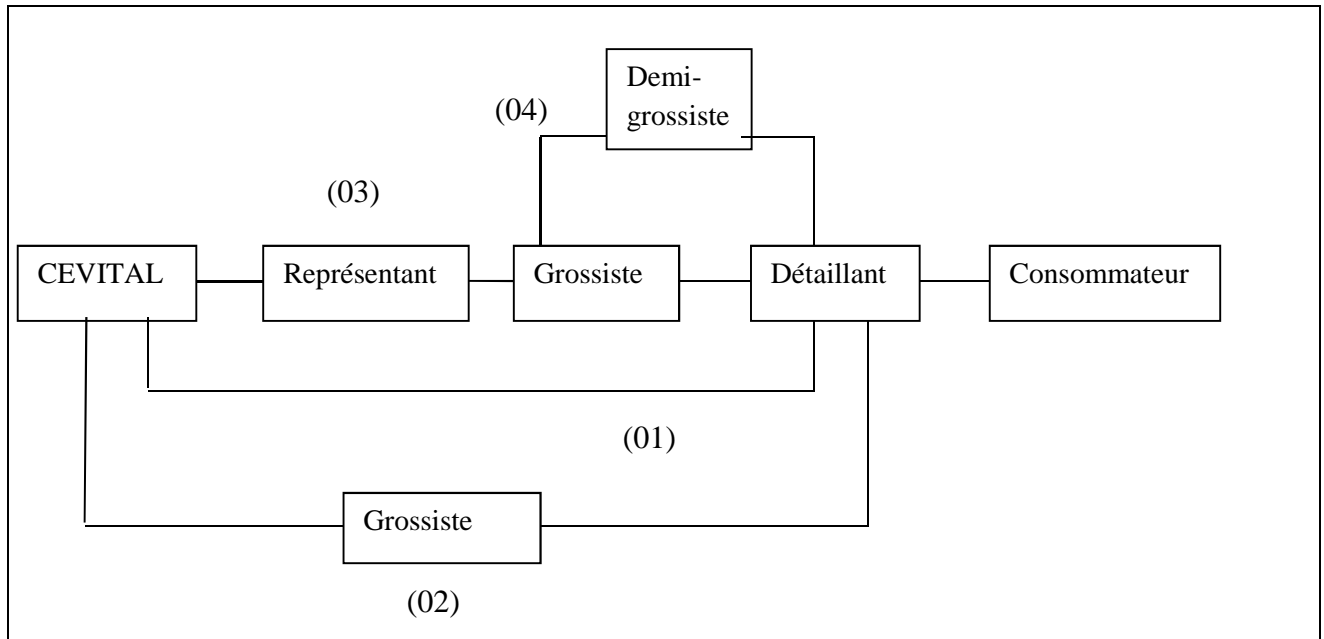 Demi-
grossiste
(04)
(03)
CEVITAL
Représentant
Grossiste
Détaillant
Consommateur
(01)
Grossiste
(02)